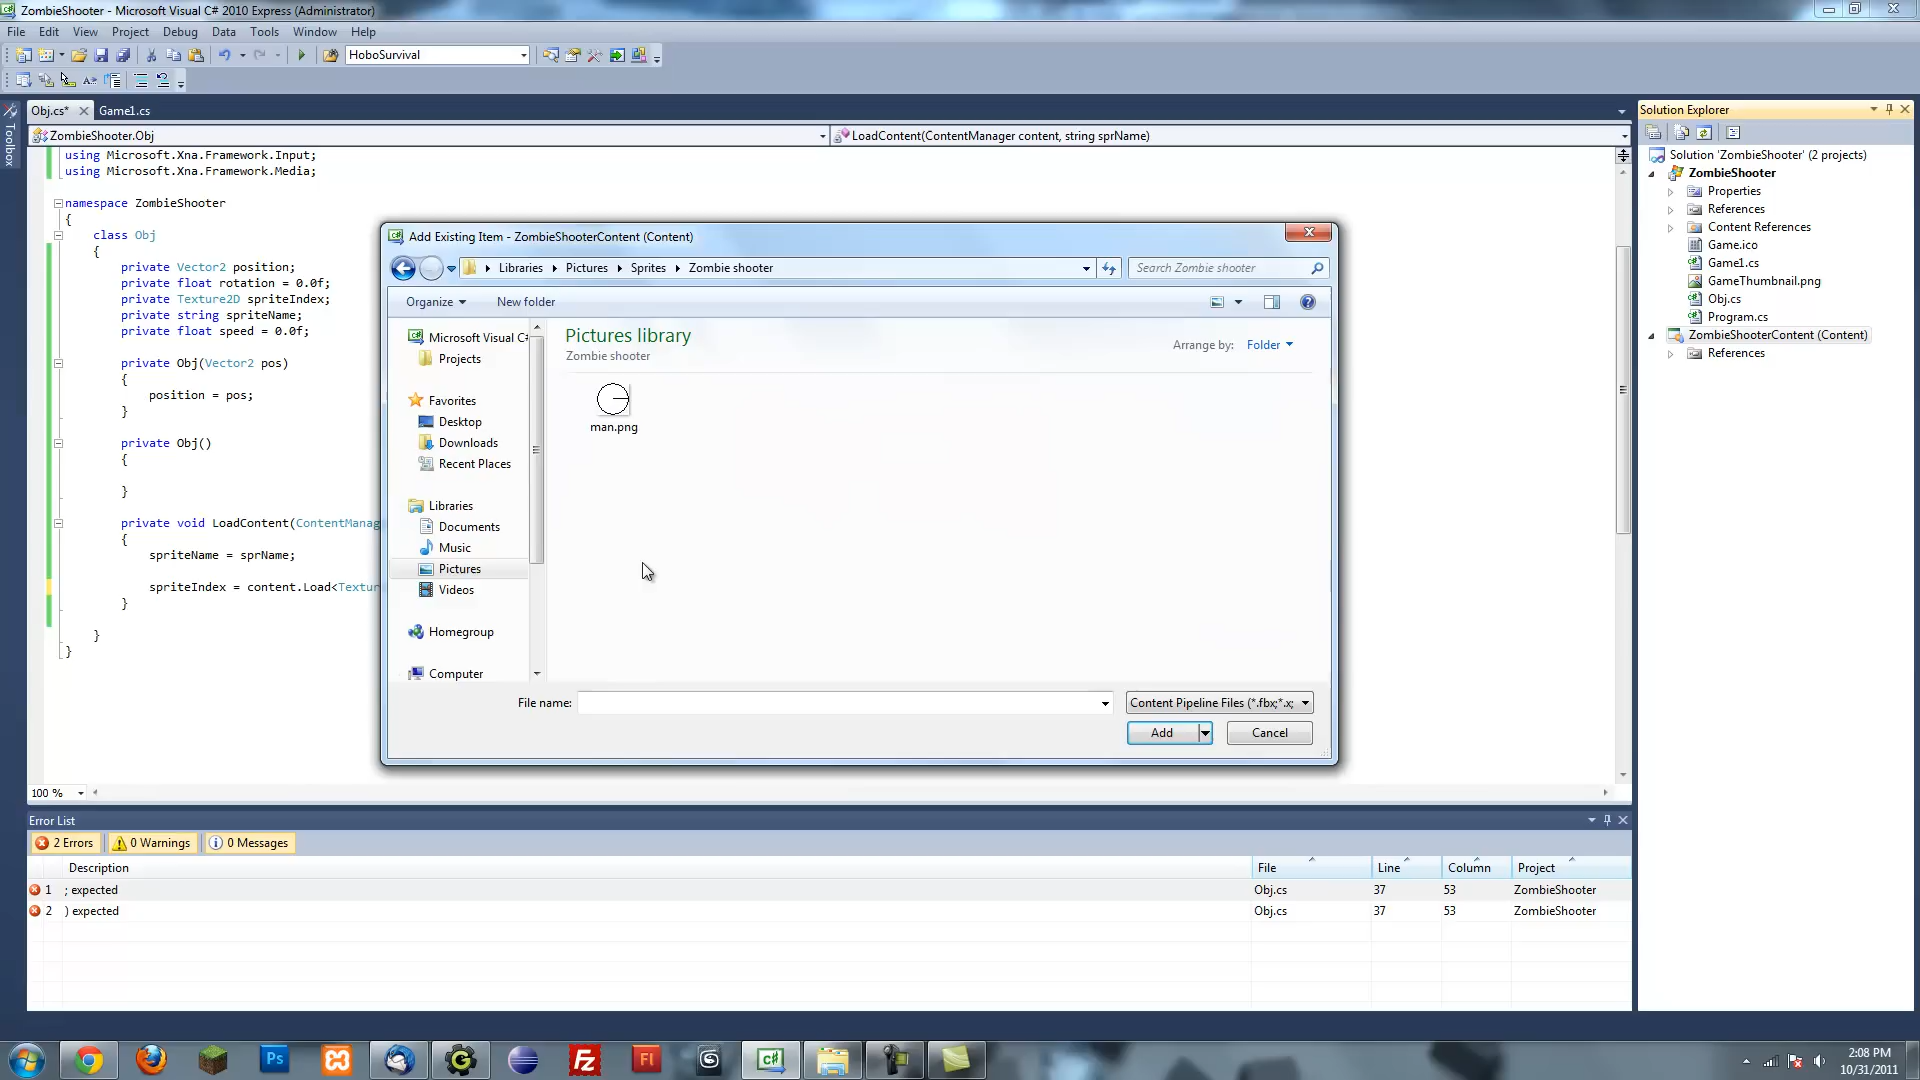 ZombieShooter - Microsoft Visual C# 2010 Express (Administrator)
File Edit View Project Debug Data Tools Window Help
HoboSurvival
Toolbox
Obj.cs* Game1.cs
ZombieShooter.Obj LoadContent(ContentManager content, string sprName)
using Microsoft.Xna.Framework.Input;
using Microsoft.Xna.Framework.Media;
namespace ZombieShooter
{
class Obj
{
private Vector2 position;
private float rotation = 0.0f;
private Texture2D spriteIndex;
private string spriteName;
private float speed = 0.0f;
private Obj(Vector2 pos)
{
position = pos;
}
private Obj()
{
}
private void LoadContent(ContentManag
{
spriteName = sprName;
spriteIndex = content.Load<Textur
}
}
}
100 %
Add Existing Item - ZombieShooterContent (Content)
Libraries Pictures Sprites Zombie shooter
Search Zombie shooter
Organize New folder
Microsoft Visual C#
Projects
Favorites
Desktop
Downloads
Recent Places
Libraries
Documents
Music
Pictures
Videos
Homegroup
Computer
Pictures library
Zombie shooter
Arrange by: Folder
man.png
File name:
Content Pipeline Files (*.fbx;*.x;
Add Cancel
Solution Explorer
Solution 'ZombieShooter' (2 projects)
ZombieShooter
Properties
References
Content References
Game.ico
Game1.cs
GameThumbnail.png
Obj.cs
Program.cs
ZombieShooterContent (Content)
References
Error List
2 Errors 0 Warnings 0 Messages
Description File Line Column Project
1 ; expected Obj.cs 37 53 ZombieShooter
2 ) expected Obj.cs 37 53 ZombieShooter
Ps
Fz
Fl
C#
2:08 PM
10/31/2011